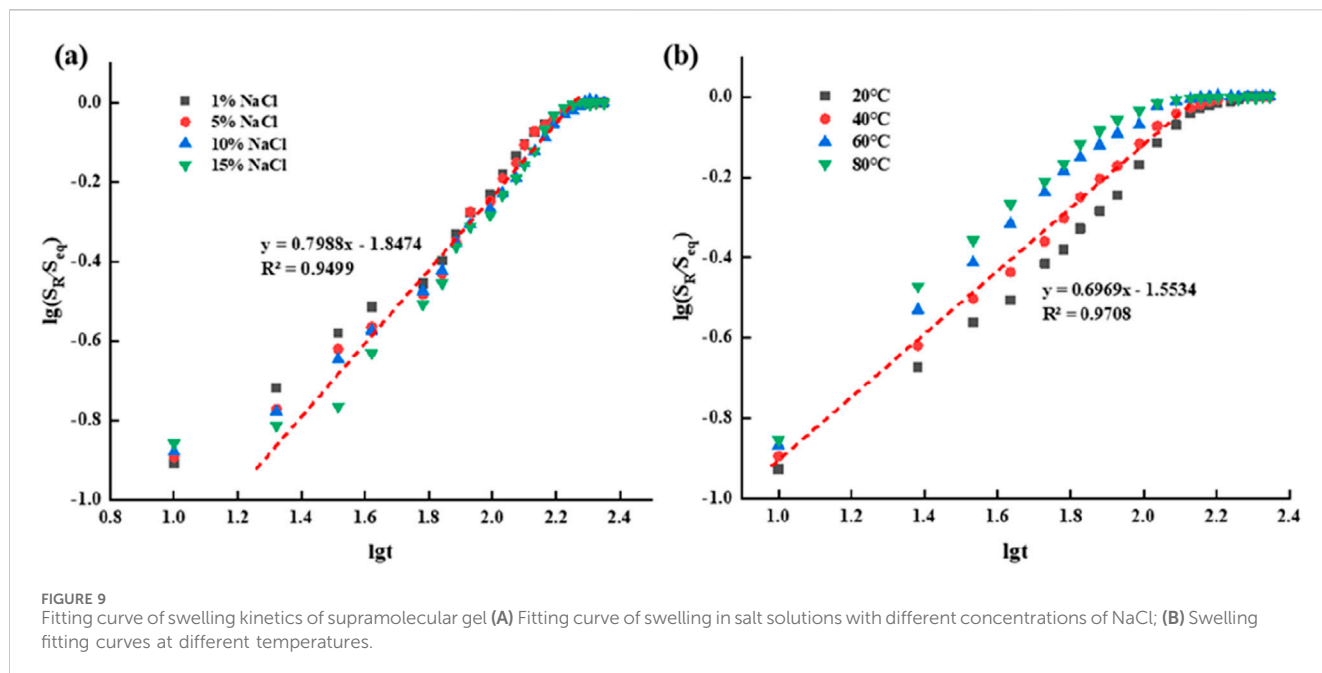 (a)
1% NaCl
5% NaCl
10% NaCl
15% NaCl
y = 0.7988x - 1.8474
R² = 0.9499
0.0
-0.2
-0.4
-0.6
-0.8
-1.0
lg(S_R/S_eq)
0.8 1.0 1.2 1.4 1.6 1.8 2.0 2.2 2.4
lgt
(b)
20°C
40°C
60°C
80°C
y = 0.6969x - 1.5534
R² = 0.9708
0.0
-0.2
-0.4
-0.6
-0.8
-1.0
lg(S_R/S_eq)
1.0 1.2 1.4 1.6 1.8 2.0 2.2 2.4
lgt
FIGURE 9
Fitting curve of swelling kinetics of supramolecular gel (A) Fitting curve of swelling in salt solutions with different concentrations of NaCl; (B) Swelling
fitting curves at different temperatures.